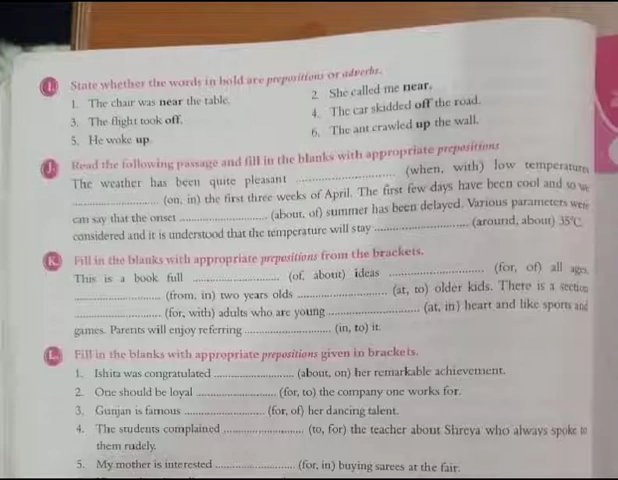 I. State whether the words in bold are prepositions or adverbs.
1. The chair was near the table. 2. She called me near.
3. The flight took off. 4. The car skidded off the road.
5. He woke up. 6. The ant crawled up the wall.
J. Read the following passage and fill in the blanks with appropriate prepositions
The weather has been quite pleasant .............................. (when, with) low temperatures
.......................... (on, in) the first three weeks of April. The first few days have been cool and so we
can say that the onset .......................... (about, of) summer has been delayed. Various parameters were
considered and it is understood that the temperature will stay .......................... (around, about) 35°C.
K. Fill in the blanks with appropriate prepositions from the brackets.
This is a book full .......................... (of, about) ideas .......................... (for, of) all ages,
.......................... (from, in) two years olds .......................... (at, to) older kids. There is a section
.......................... (for, with) adults who are young .......................... (at, in) heart and like sports and
games. Parents will enjoy referring .......................... (in, to) it.
L. Fill in the blanks with appropriate prepositions given in brackets.
1. Ishita was congratulated .......................... (about, on) her remarkable achievement.
2. One should be loyal .......................... (for, to) the company one works for.
3. Gunjan is famous .......................... (for, of) her dancing talent.
4. The students complained .......................... (to, for) the teacher about Shreya who always spoke to
them rudely.
5. My mother is interested .......................... (for, in) buying sarees at the fair.